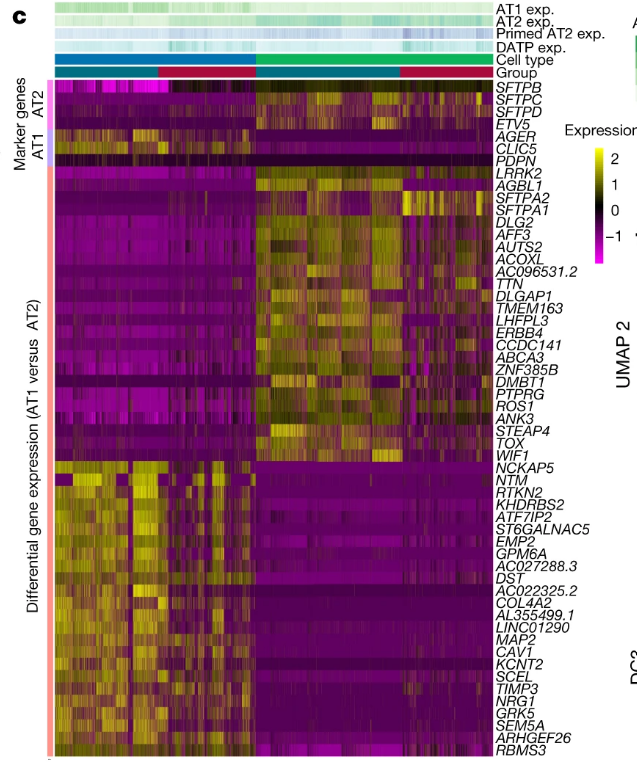 c
AT1 exp.
AT2 exp.
Primed AT2 exp.
DATP exp.
Cell type
Group
Marker genes
AT2
AT1
SFTPB
SFTPC
SFTPD
ETV5
AGER
CLIC5
PDPN
Differential gene expression (AT1 versus AT2)
LRRK2
AGBL1
SFTPA2
SFTPA1
DLG2
AFF3
AUTS2
ACOXL
AC096531.2
TTN
DLGAP1
TMEM163
LHFPL3
ERBB4
CCDC141
ABCA3
ZNF385B
DMBT1
PTPRG
ROS1
ANK3
STEAP4
TOX
WIF1
NCKAP5
NTM
RTKN2
KHDRBS2
ATF7IP2
ST6GALNAC5
EMP2
GPM6A
AC027288.3
DST
AC022325.2
COL4A2
AL355499.1
LINC01290
MAP2
CAV1
KCNT2
SCEL
TIMP3
NRG1
GRK5
SEM5A
ARHGEF26
RBMS3
Expression
2
1
0
−1
UMAP 2